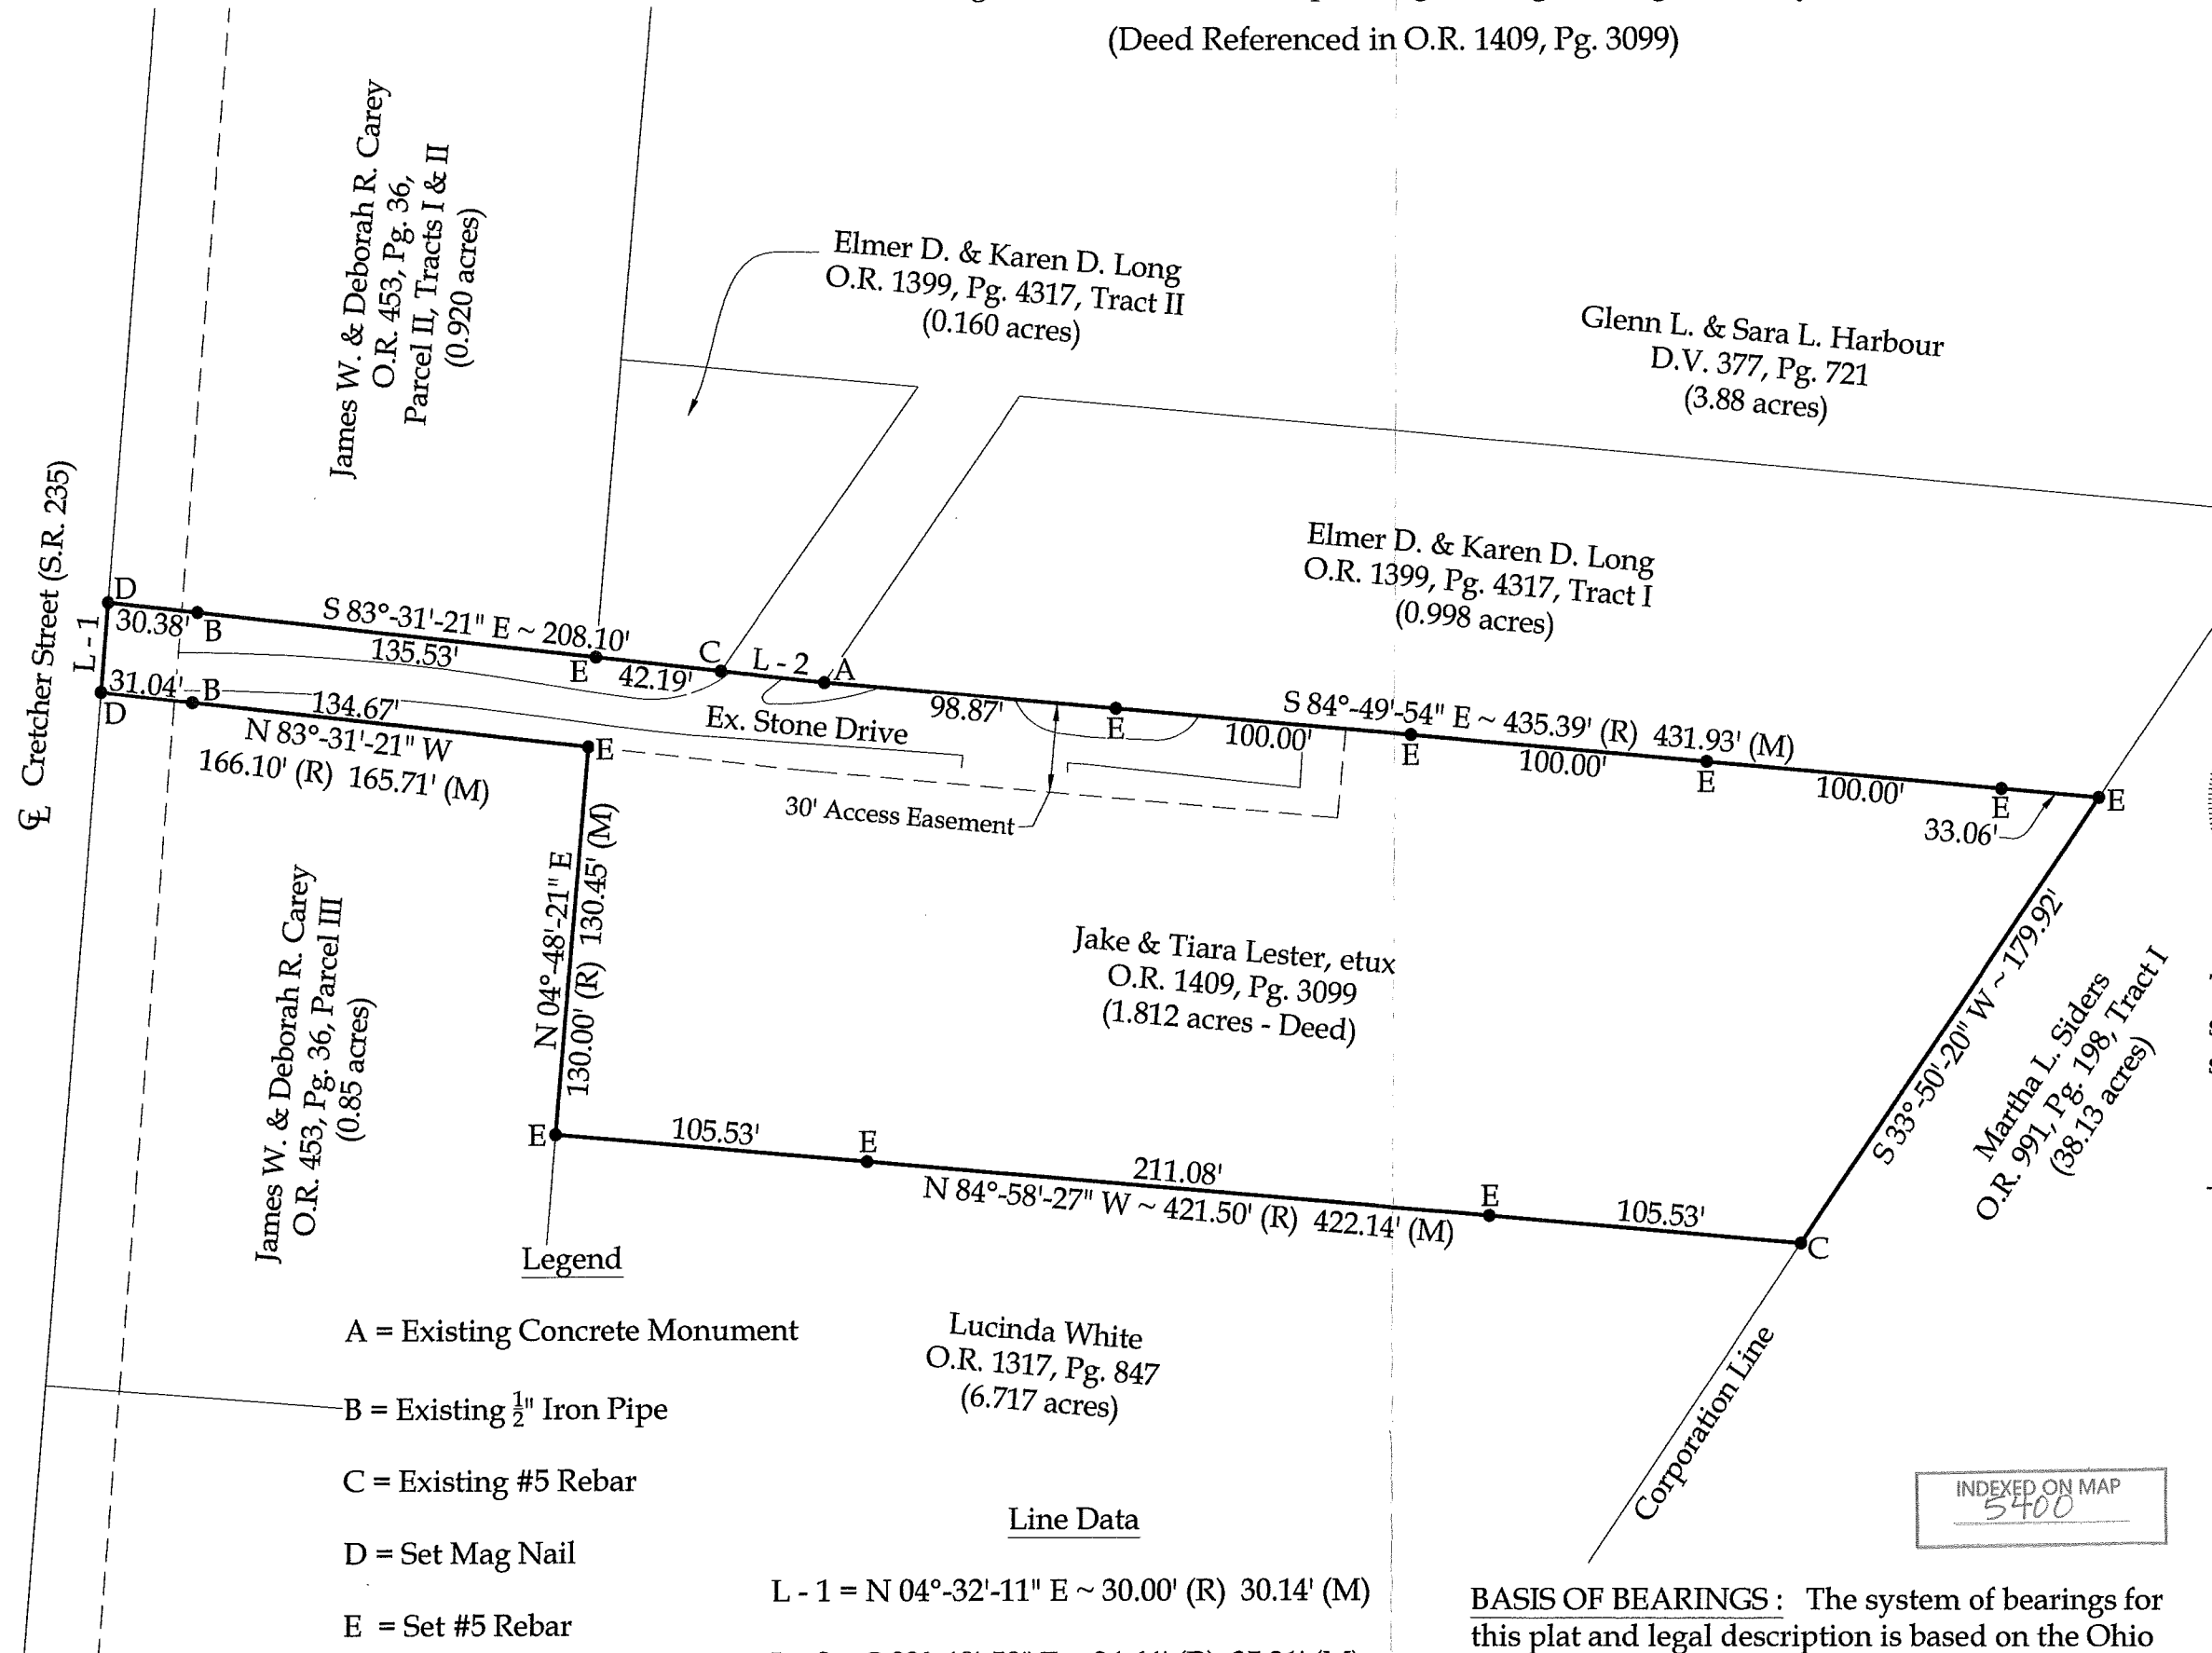 (Deed Referenced in O.R. 1409, Pg. 3099)
James W. & Deborah R. Carey
O.R. 453, Pg. 36,
Parcel II, Tracts I & II
(0.920 acres)
Elmer D. & Karen D. Long
O.R. 1399, Pg. 4317, Tract II
(0.160 acres)
Glenn L. & Sara L. Harbour
D.V. 377, Pg. 721
(3.88 acres)
Elmer D. & Karen D. Long
O.R. 1399, Pg. 4317, Tract I
(0.998 acres)
℄ Cretcher Street (S.R. 235)
L - 1
D
30.38'
B
S 83°-31'-21" E ~ 208.10'
135.53'
E
42.19'
C
L - 2
A
98.87'
E
S 84°-49'-54" E ~ 435.39' (R) 431.93' (M)
100.00'
E
100.00'
E
100.00'
E
33.06'
E
D
31.04'
B
134.67'
N 83°-31'-21" W
166.10' (R) 165.71' (M)
E
Ex. Stone Drive
30' Access Easement
N 04°-48'-21" E
130.00' (R) 130.45' (M)
Jake & Tiara Lester, etux
O.R. 1409, Pg. 3099
(1.812 acres - Deed)
S 33°-50'-20" W ~ 179.92'
Martha L. Siders
O.R. 991, Pg. 198, Tract I
(38.13 acres)
James W. & Deborah R. Carey
O.R. 453, Pg. 36, Parcel III
(0.85 acres)
E
105.53'
E
211.08'
N 84°-58'-27" W ~ 421.50' (R) 422.14' (M)
E
105.53'
C
Corporation Line
Lucinda White
O.R. 1317, Pg. 847
(6.717 acres)
Legend
A = Existing Concrete Monument
B = Existing ½" Iron Pipe
C = Existing #5 Rebar
D = Set Mag Nail
E = Set #5 Rebar
Line Data
L - 1 = N 04°-32'-11" E ~ 30.00' (R) 30.14' (M)
INDEXED ON MAP
5400
BASIS OF BEARINGS : The system of bearings for
this plat and legal description is based on the Ohio